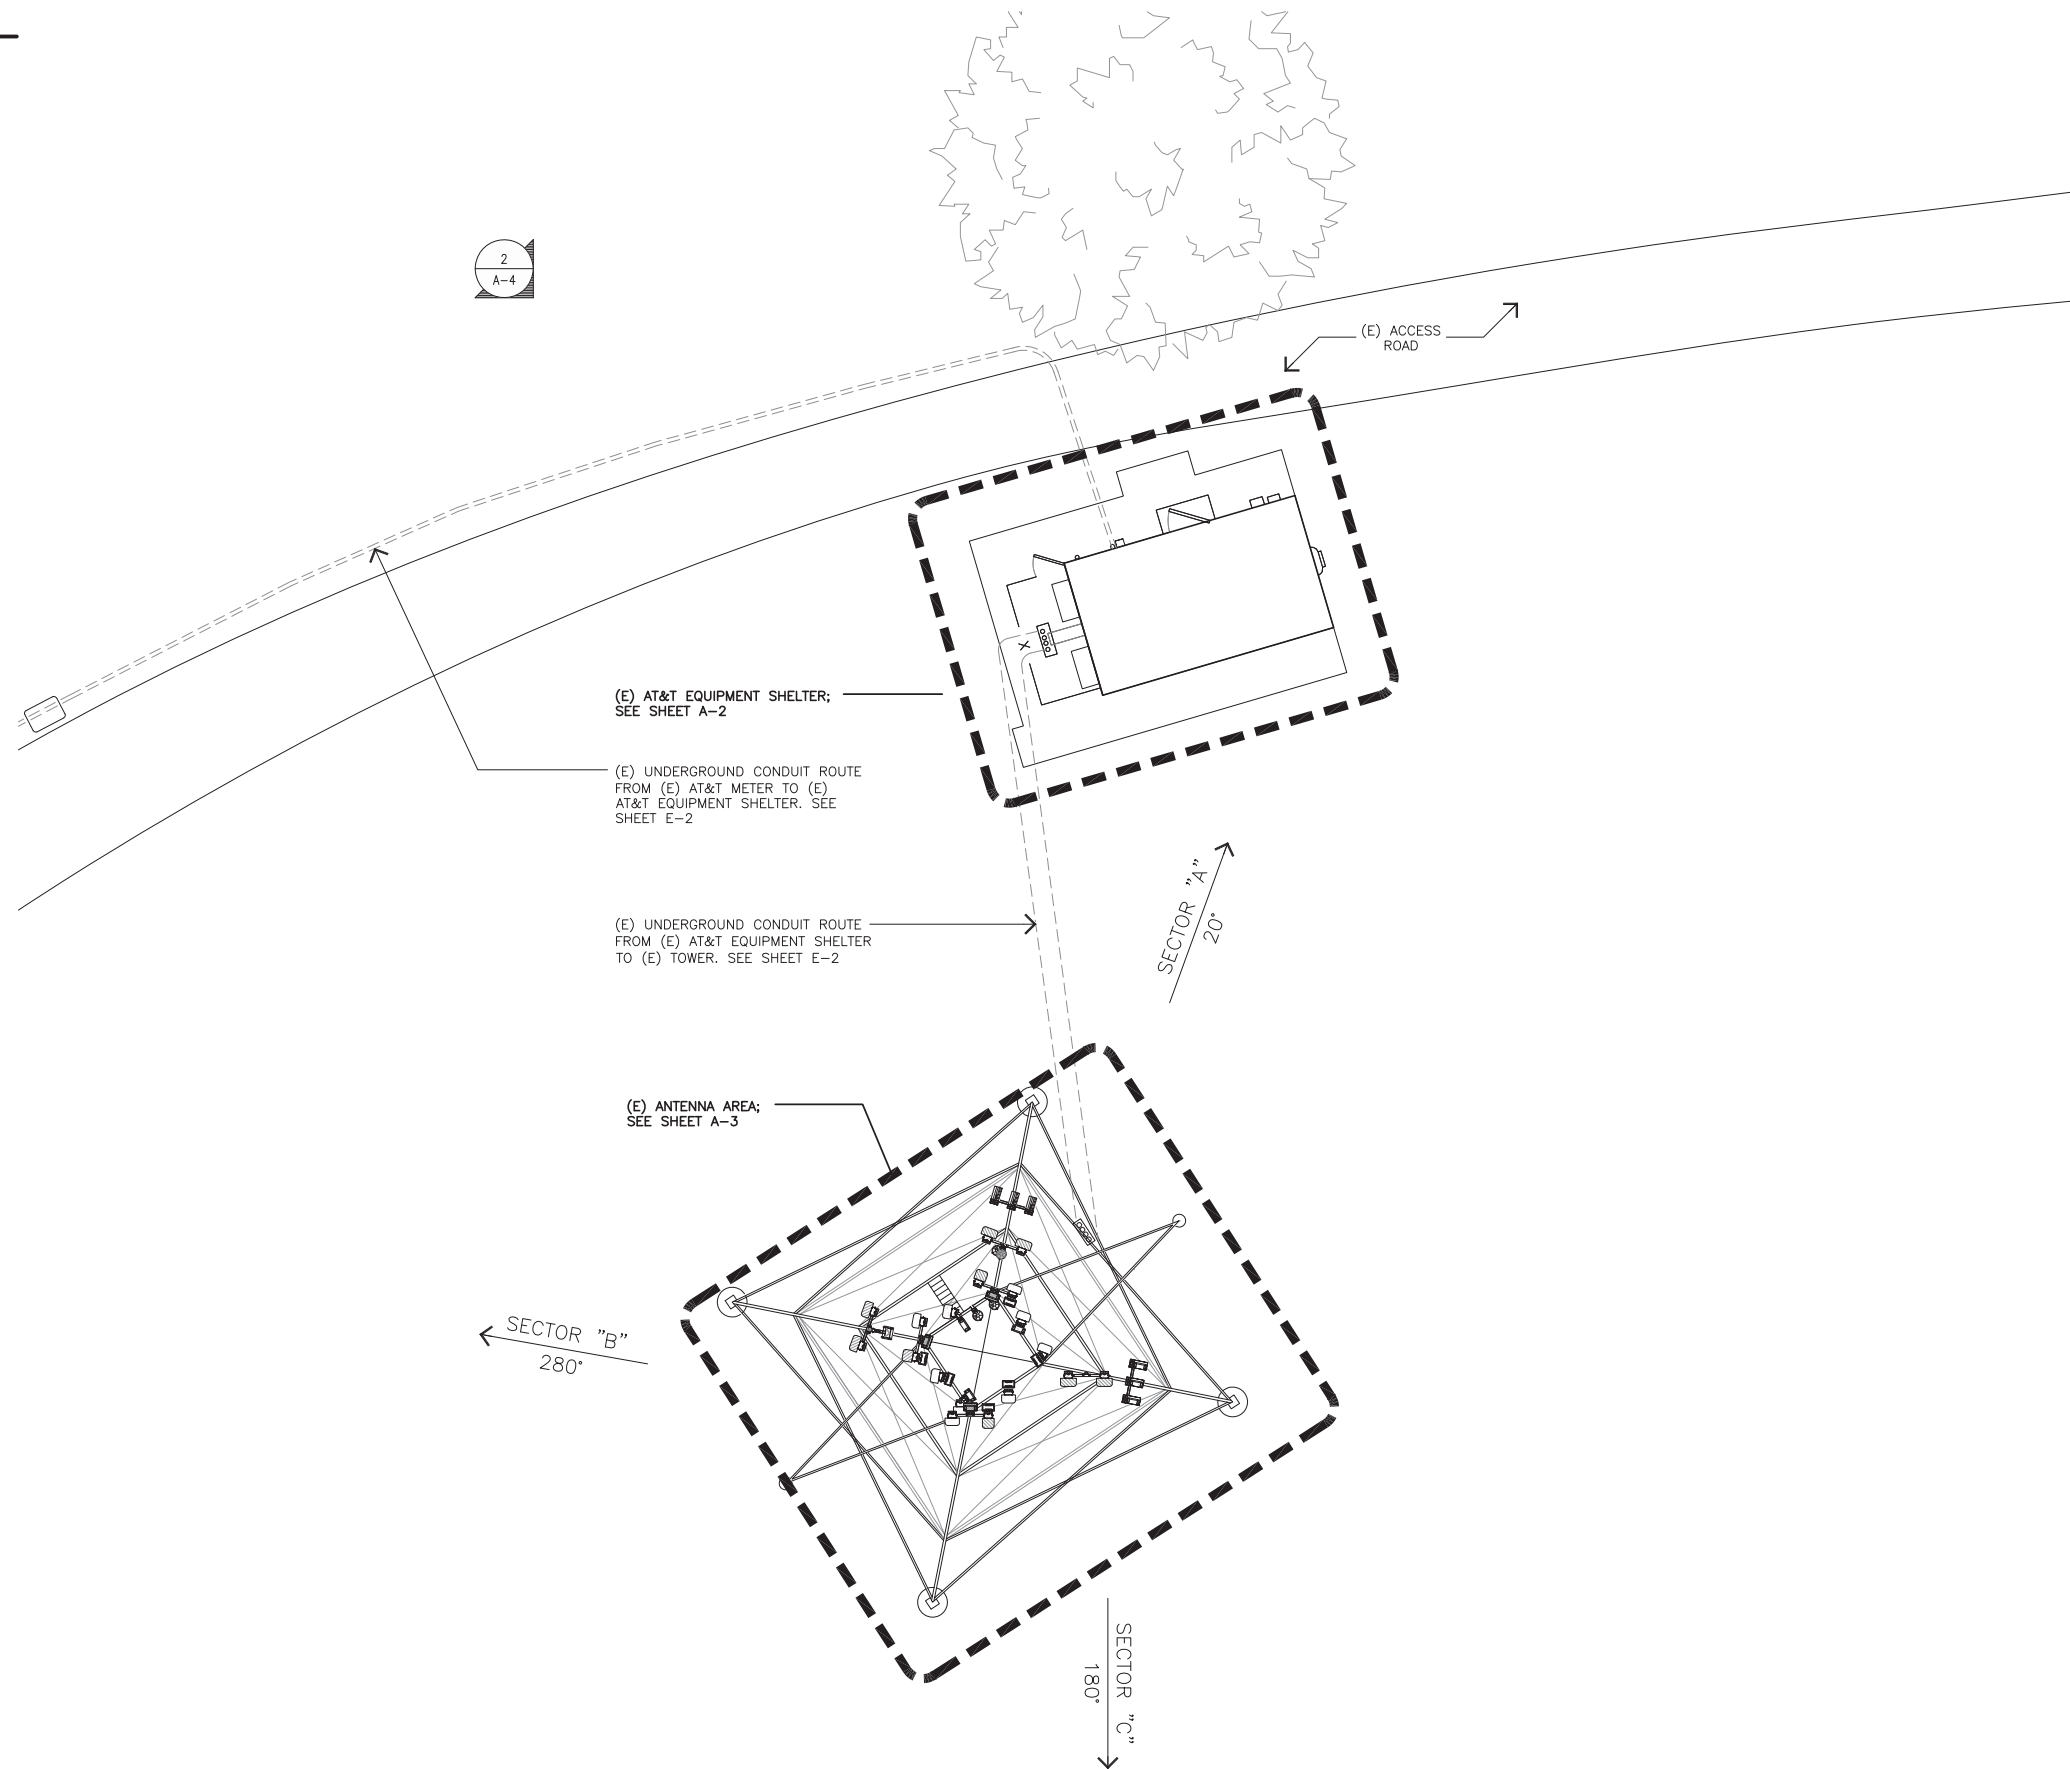 2
A-4
(E) ACCESS
ROAD
(E) AT&T EQUIPMENT SHELTER;
SEE SHEET A-2
(E) UNDERGROUND CONDUIT ROUTE
FROM (E) AT&T METER TO (E)
AT&T EQUIPMENT SHELTER. SEE
SHEET E-2
SECTOR "A"
20°
(E) UNDERGROUND CONDUIT ROUTE
FROM (E) AT&T EQUIPMENT SHELTER
TO (E) TOWER. SEE SHEET E-2
(E) ANTENNA AREA;
SEE SHEET A-3
SECTOR "B"
280°
SECTOR "C"
180°